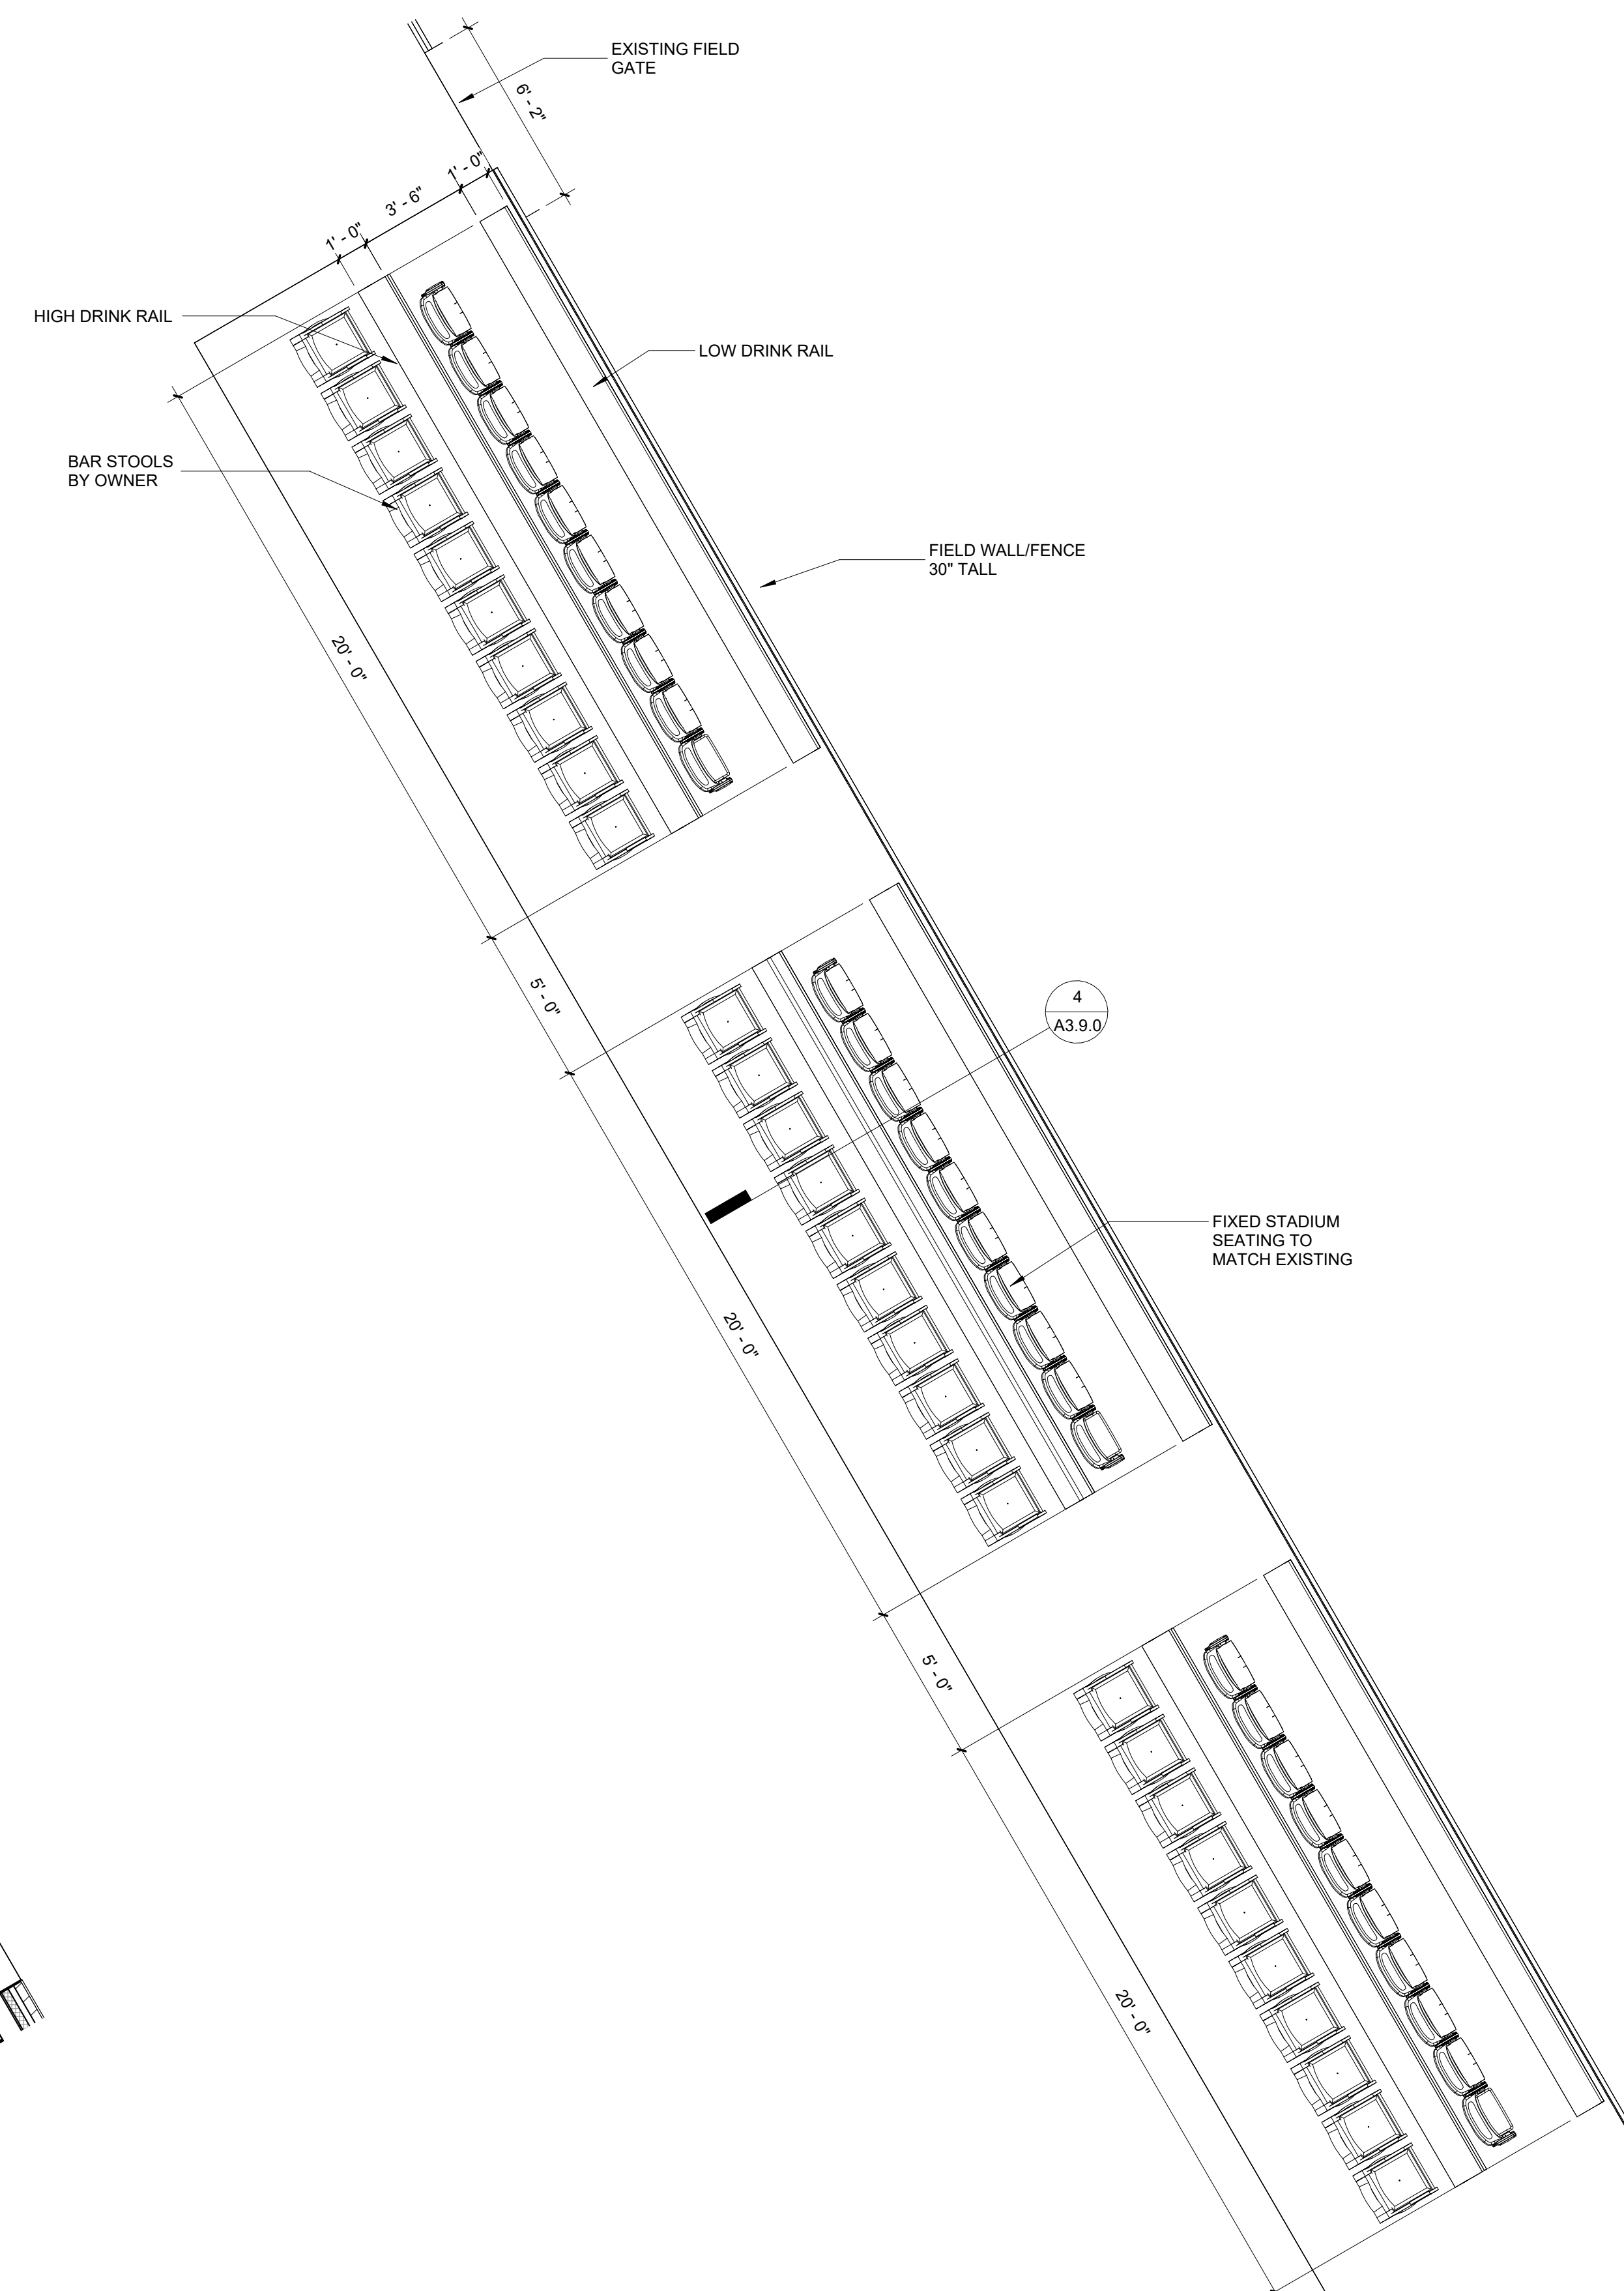 EXISTING FIELD
GATE
6' - 2"
1' - 0"
3' - 6"
1' - 0"
HIGH DRINK RAIL
LOW DRINK RAIL
BAR STOOLS
BY OWNER
FIELD WALL/FENCE
30" TALL
20' - 0"
5' - 0"
4
A3.9.0
FIXED STADIUM
SEATING TO
MATCH EXISTING
20' - 0"
5' - 0"
20' - 0"